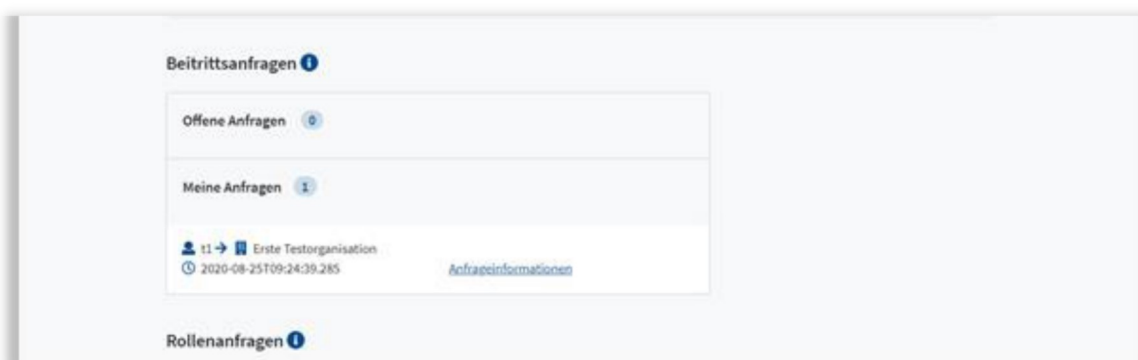 Beitrittsanfragen
Offene Anfragen 0
Meine Anfragen 1
t1 → Erste Testorganisation
2020-08-25T09:24:39.285 Anfrageinformationen
Rollenanfragen